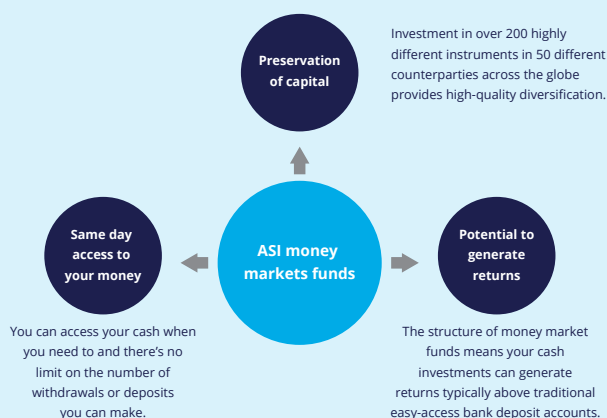 Preservation
of capital
Investment in over 200 highly
different instruments in 50 different
counterparties across the globe
provides high-quality diversification.
Same day
access to
your money
ASI money
markets funds
Potential to
generate
returns
You can access your cash when
you need to and there's no
limit on the number of
withdrawals or deposits
you can make.
The structure of money market
funds means your cash
investments can generate
returns typically above traditional
easy-access bank deposit accounts.